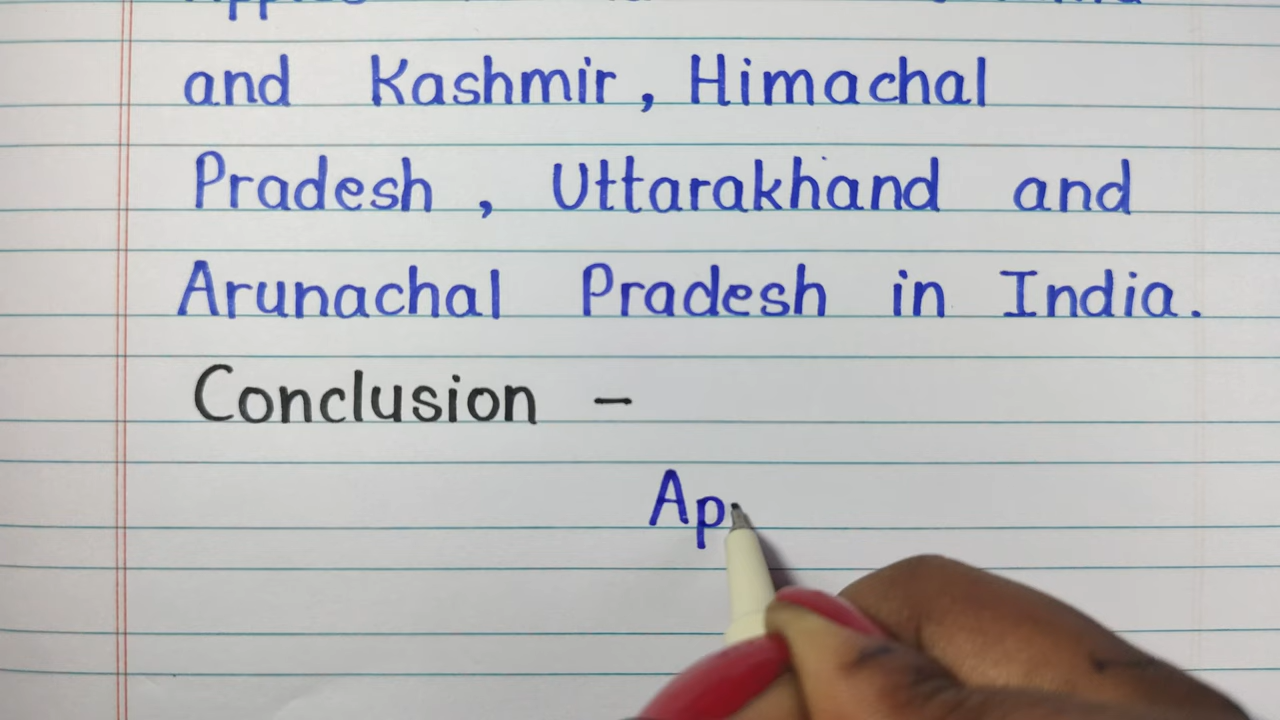 and Kashmir, Himachal
Pradesh, Uttarakhand and
Arunachal Pradesh in India.
Conclusion -
Ap